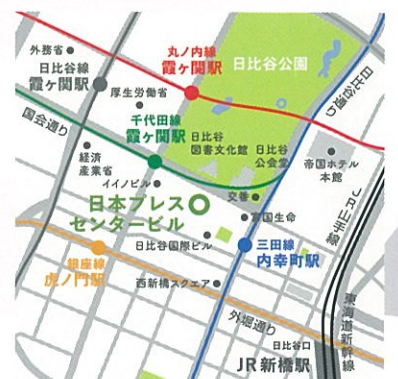 外務省
日比谷線
霞ヶ関駅
丸ノ内線
霞ヶ関駅
日比谷公園
日比谷通り
厚生労働省
国会通り
千代田線
霞ヶ関駅
日比谷
図書文化館
日比谷
公会堂
帝国ホテル
本館
経済
産業省
イイノビル
交番
JR山手線
日本プレス
センタービル
富国生命
日比谷国際ビル
三田線
内幸町駅
銀座線
虎ノ門駅
西新橋スクエア
外堀通り
東海道新幹線
日比谷口
JR新橋駅